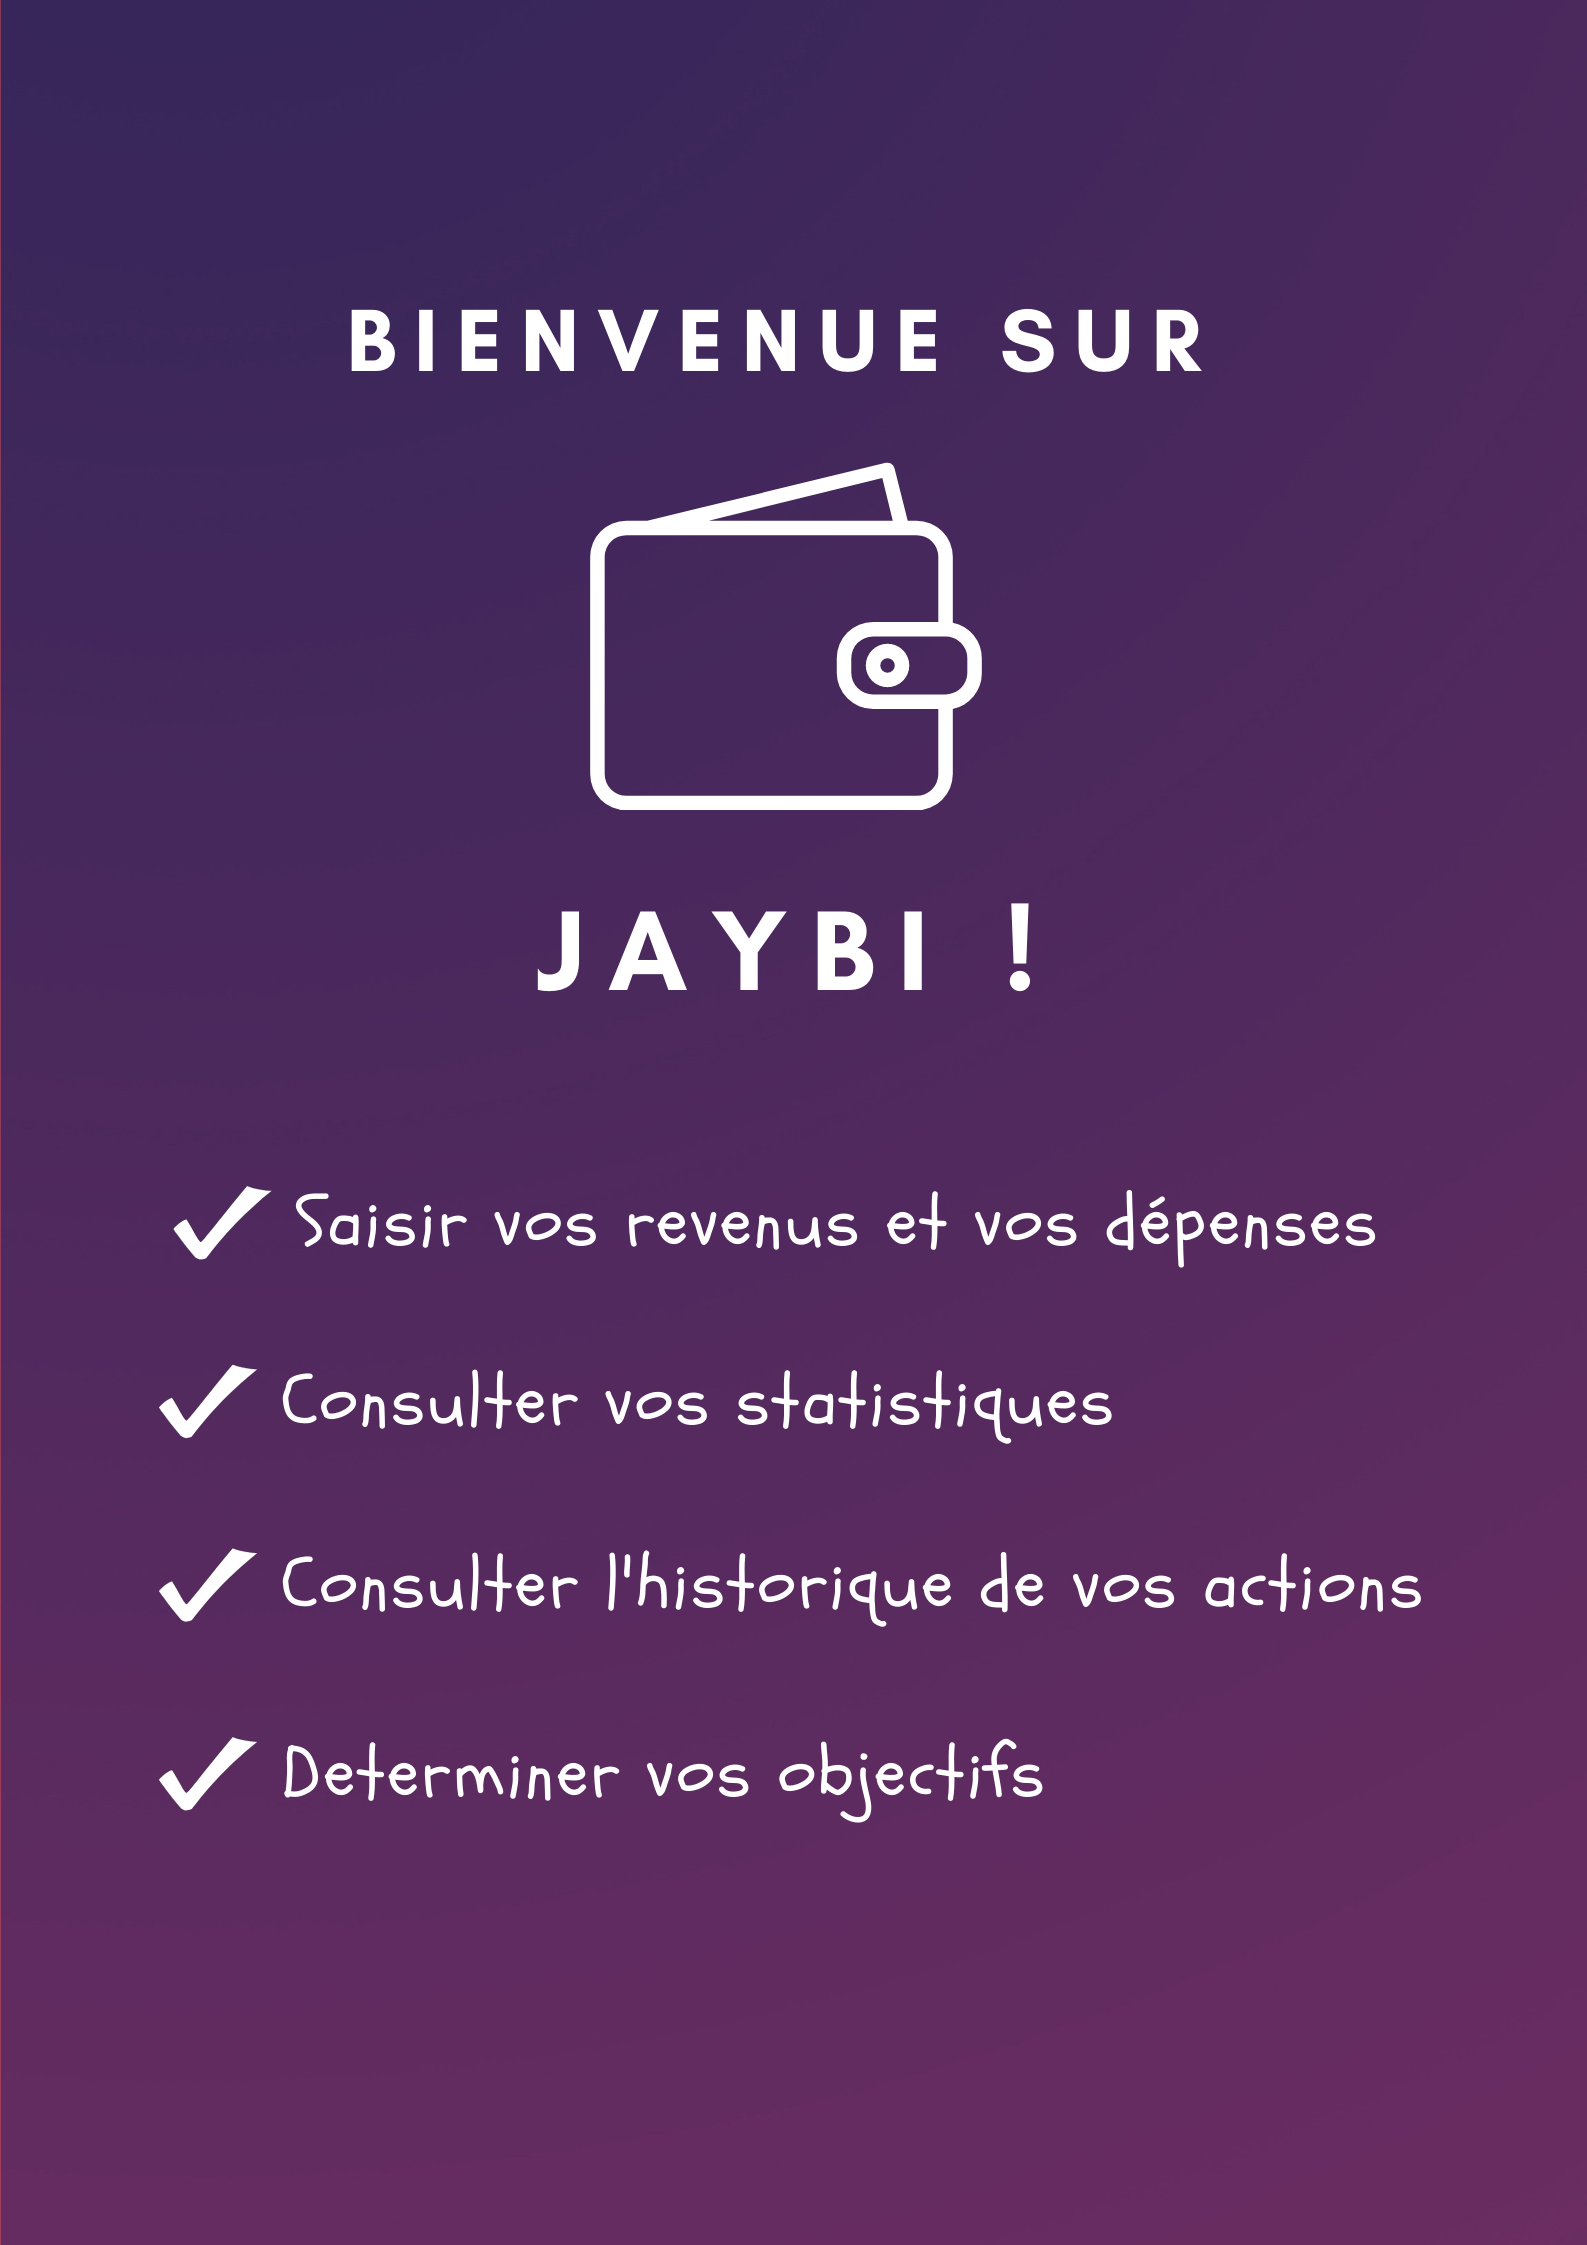 BIENVENUE SUR
JAYBI !
Saisir vos revenus et vos dépenses
Consulter vos statistiques
Consulter l'historique de vos actions
Determiner vos objectifs